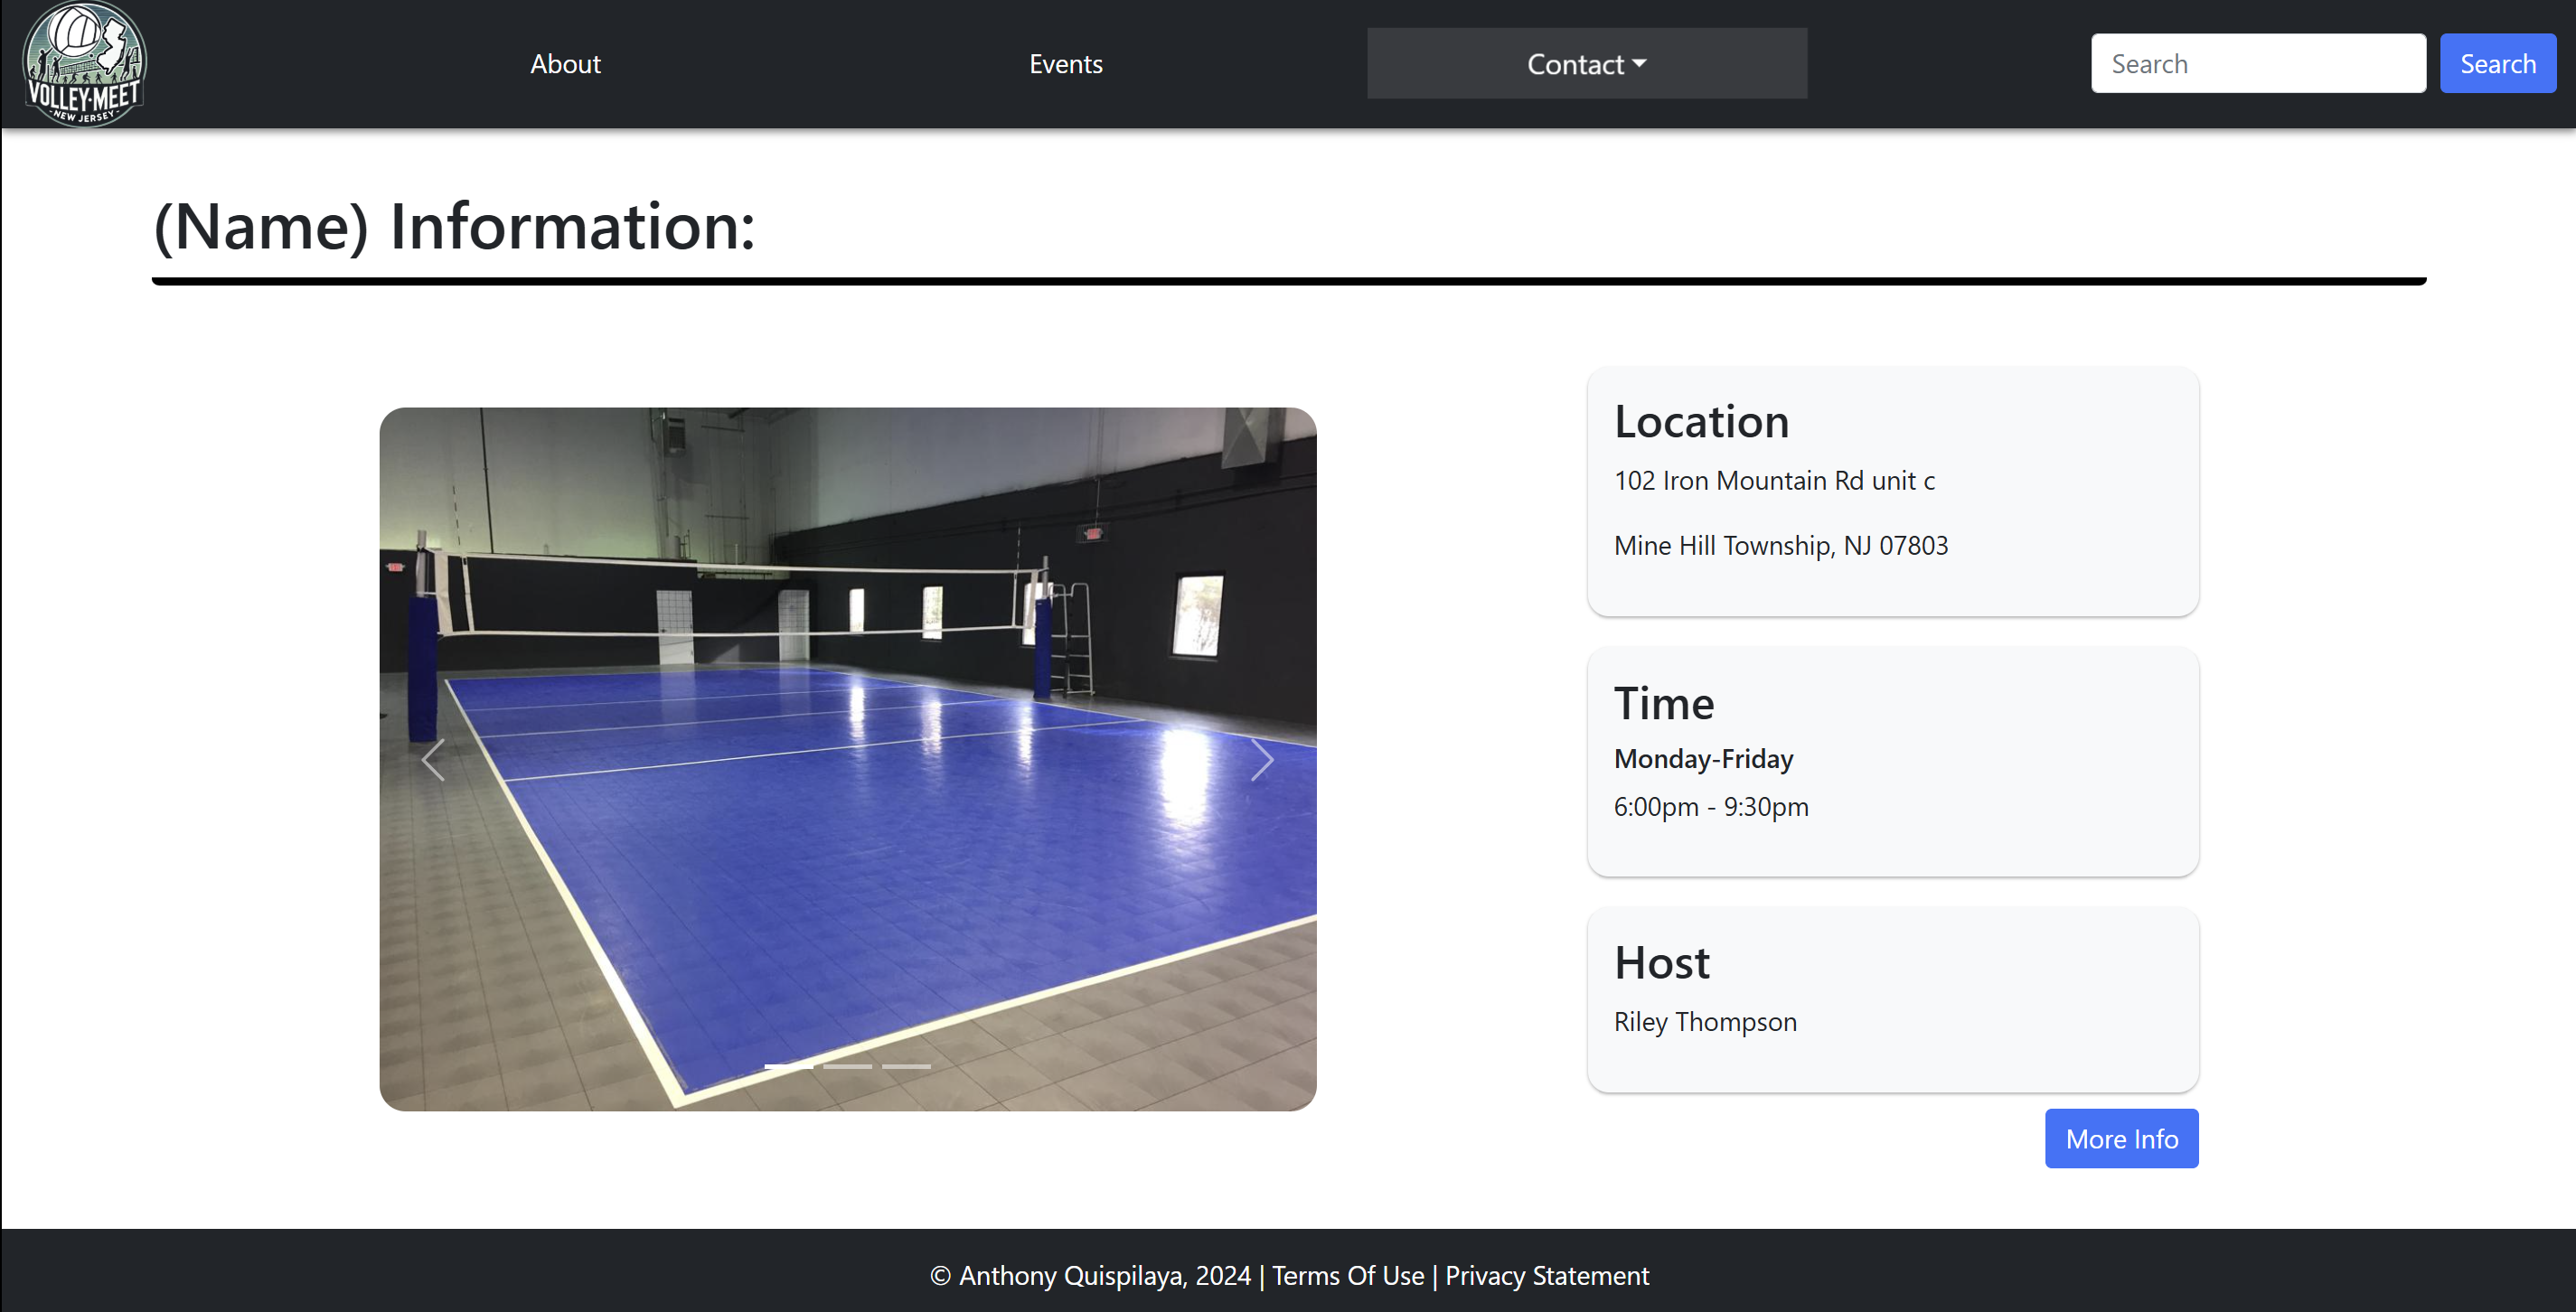 VOLLEY·MEET
·NEW JERSEY·
About
Events
Contact
Search
Search
(Name) Information:
Location
102 Iron Mountain Rd unit c
Mine Hill Township, NJ 07803
Time
Monday-Friday
6:00pm - 9:30pm
Host
Riley Thompson
More Info
© Anthony Quispilaya, 2024 | Terms Of Use | Privacy Statement